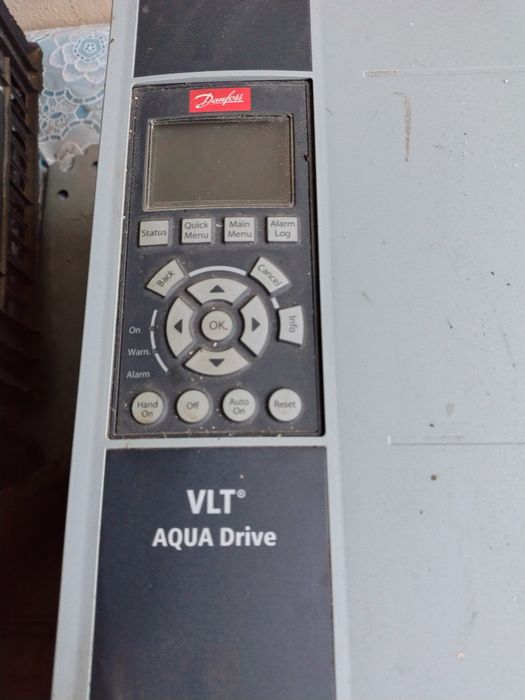 Danfoss
Status
Quick
Menu
Main
Menu
Alarm
Log
Back
Cancel
OK
Info
On
Warn.
Alarm
Hand
On
Off
Auto
On
Reset
VLT®
AQUA Drive